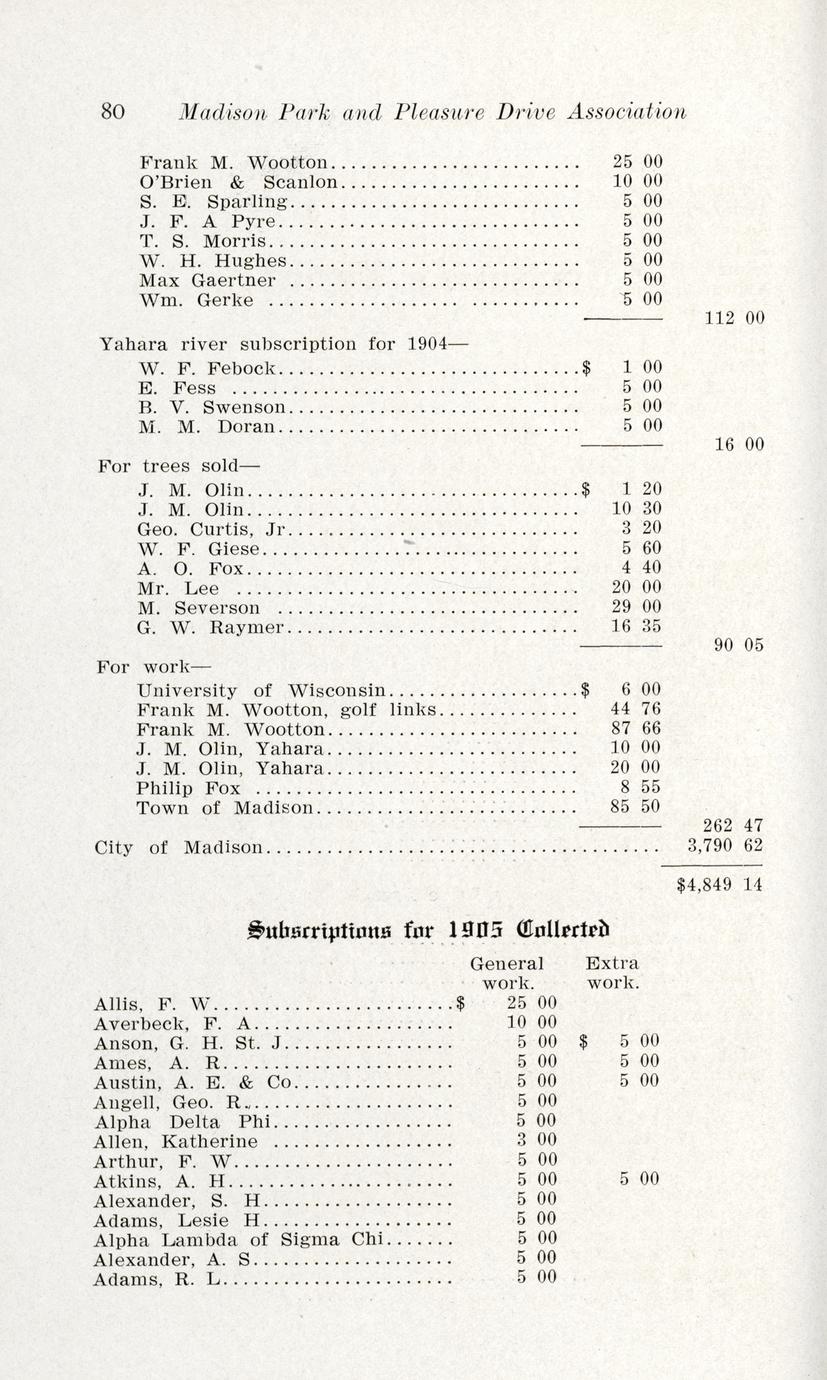 80 Madison Park and Pleasure Drive Association
Frank M. Wootton........................ 25 00
O'Brien & Scanlon....................... 10 00
S. E. Sparling............................ 5 00
J. F. A Pyre............................. 5 00
T. S. Morris.............................. 5 00
W. H. Hughes............................ 5 00
Max Gaertner ............................ 5 00
Wm. Gerke ................... ........... 5 00
112 00
Yahara river subscription for 1904—
W. F. Febock.............................$ 1 00
E. Fess .................................. 5 00
B. V. Swenson............................ 5 00
M. M. Doran............................. 5 00
16 00
For trees sold—
J. M. Olin................................$ 1 20
J. M. Olin................................ 10 30
Geo. Curtis, Jr............................ 3 20
W. F. Giese............................... 5 60
A. O. Fox................................ 4 40
Mr. Lee ................................. 20 00
M. Severson ............................. 29 00
G. W. Raymer............................ 16 35
90 05
For work—
University of Wisconsin...................$ 6 00
Frank M. Wootton, golf links.............. 44 76
Frank M. Wootton........................ 87 66
J. M. Olin, Yahara........................ 10 00
J. M. Olin, Yahara........................ 20 00
Philip Fox ............................... 8 55
Town of Madison......................... 85 50
262 47
City of Madison...................................... 3,790 62
$4,849 14
Subscriptions for 1905 Collected
General Extra
work. work.
Allis, F. W.......................$ 25 00
Averbeck, F. A................... 10 00
Anson, G. H. St. J................ 5 00 $ 5 00
Ames, A. R...................... 5 00 5 00
Austin, A. E. & Co............... 5 00 5 00
Angell, Geo. R.................... 5 00
Alpha Delta Phi.................. 5 00
Allen, Katherine .................. 3 00
Arthur, F. W..................... 5 00
Atkins, A. H..................... 5 00 5 00
Alexander, S. H.................. 5 00
Adams, Lesie H.................. 5 00
Alpha Lambda of Sigma Chi....... 5 00
Alexander, A. S................... 5 00
Adams, R. L...................... 5 00